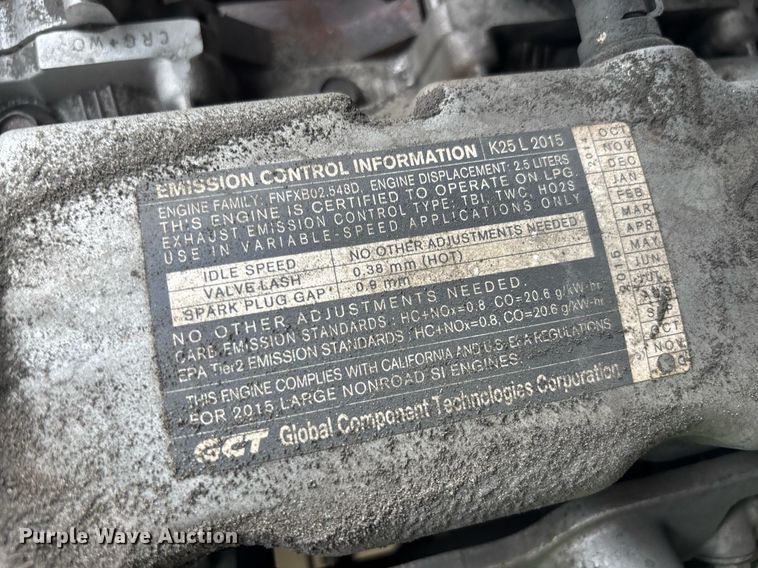 CRG+WO
EMISSION CONTROL INFORMATION K25 L 2015
ENGINE FAMILY: FNFXB02.548D, ENGINE DISPLACEMENT: 2.5 LITERS
THIS ENGINE IS CERTIFIED TO OPERATE ON LPG.
EXHAUST EMISSION CONTROL TYPE: TBI, TWC, HO2S
USE IN VARIABLE-SPEED APPLICATIONS ONLY
IDLE SPEED NO OTHER ADJUSTMENTS NEEDED
VALVE LASH 0.38 mm (HOT)
SPARK PLUG GAP 0.9 mm
NO OTHER ADJUSTMENTS NEEDED.
CARB EMISSION STANDARDS : HC+NOx=0.8, CO=20.6 g/kW-hr
EPA Tier2 EMISSION STANDARDS : HC+NOx=0.8, CO=20.6 g/kW-hr
THIS ENGINE COMPLIES WITH CALIFORNIA AND U.S. EPA REGULATIONS
FOR 2015 LARGE NONROAD SI ENGINES.
GCT Global Component Technologies Corporation
OCT
NOV
DEC
JAN
FEB
MAR
APR
MAY
JUN
OCT
NOV
Purple Wave Auction